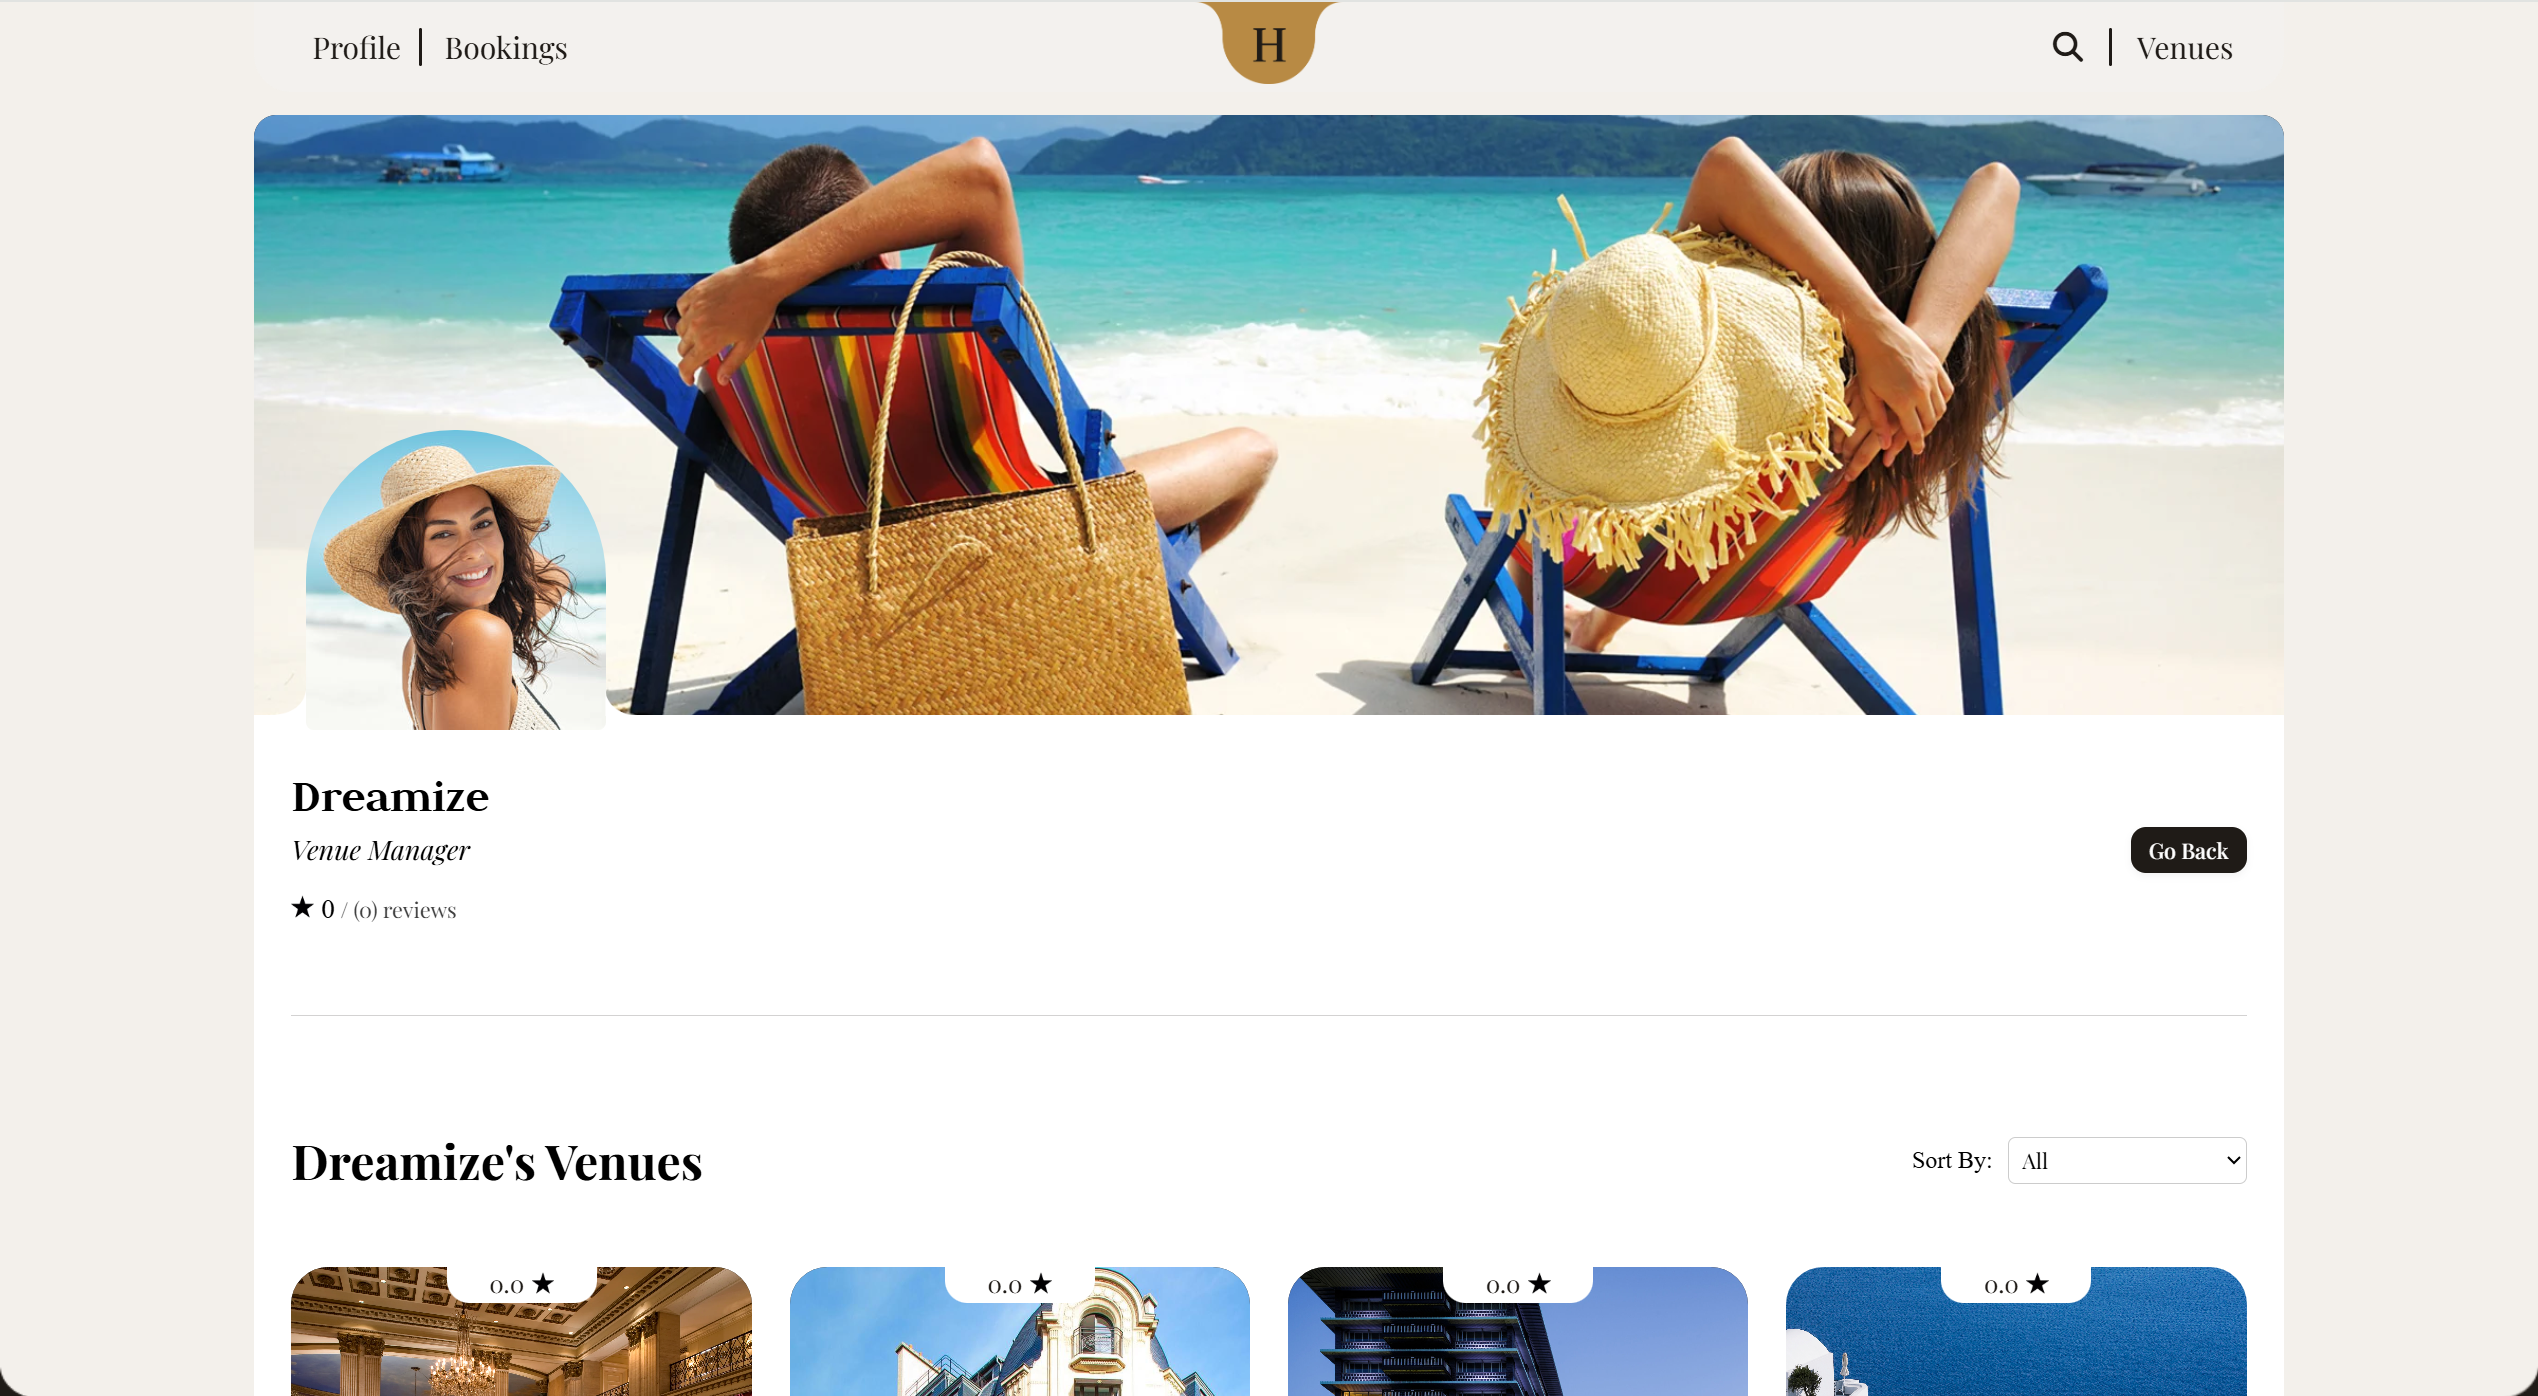 Profile | Bookings
H
Venues
Dreamize
Venue Manager
Go Back
★ 0 / (0) reviews
Dreamize's Venues
Sort By: All
0.0 ★
0.0 ★
0.0 ★
0.0 ★